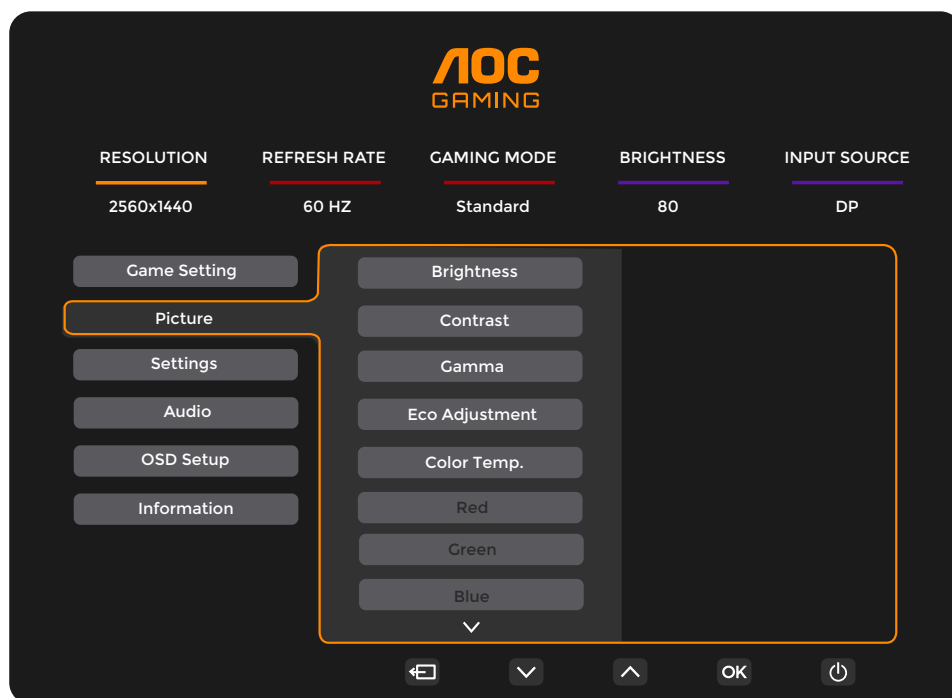 AOC
GAMING
RESOLUTION REFRESH RATE GAMING MODE BRIGHTNESS INPUT SOURCE
2560x1440 60 HZ Standard 80 DP
Game Setting
Picture
Settings
Audio
OSD Setup
Information
Brightness
Contrast
Gamma
Eco Adjustment
Color Temp.
Red
Green
Blue
OK